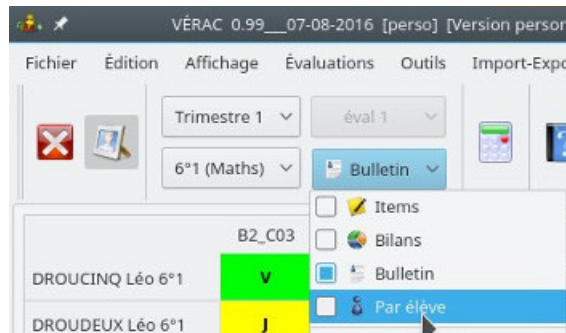 VÉRAC 0.99___07-08-2016 [perso] [Version person
Fichier Édition Affichage Évaluations Outils Import-Expo
Trimestre 1 éval 1
6°1 (Maths) Bulletin
Items
B2_C03 Bilans
DROUCINQ Léo 6°1 V Bulletin
Par élève
DROUDEUX Léo 6°1 J